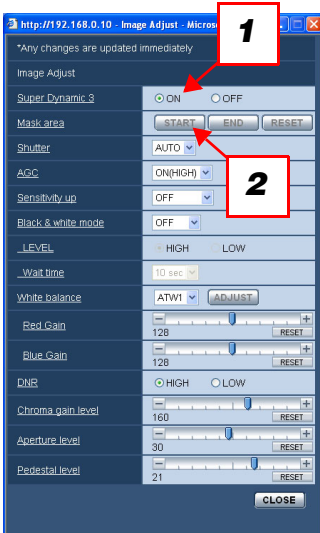 http://192.168.0.10 - Image Adjust - Micros
1
*Any changes are updated immediately
Image Adjust
Super Dynamic 3 ON OFF
Mask area START END RESET
Shutter AUTO
2
AGC ON(HIGH)
Sensitivity up OFF
Black & white mode OFF
LEVEL HIGH LOW
Wait time 10 sec
White balance ATW1 ADJUST
Red Gain − +
128 RESET
Blue Gain − +
128 RESET
DNR HIGH LOW
Chroma gain level − +
160 RESET
Aperture level − +
30 RESET
Pedestal level − +
21 RESET
CLOSE